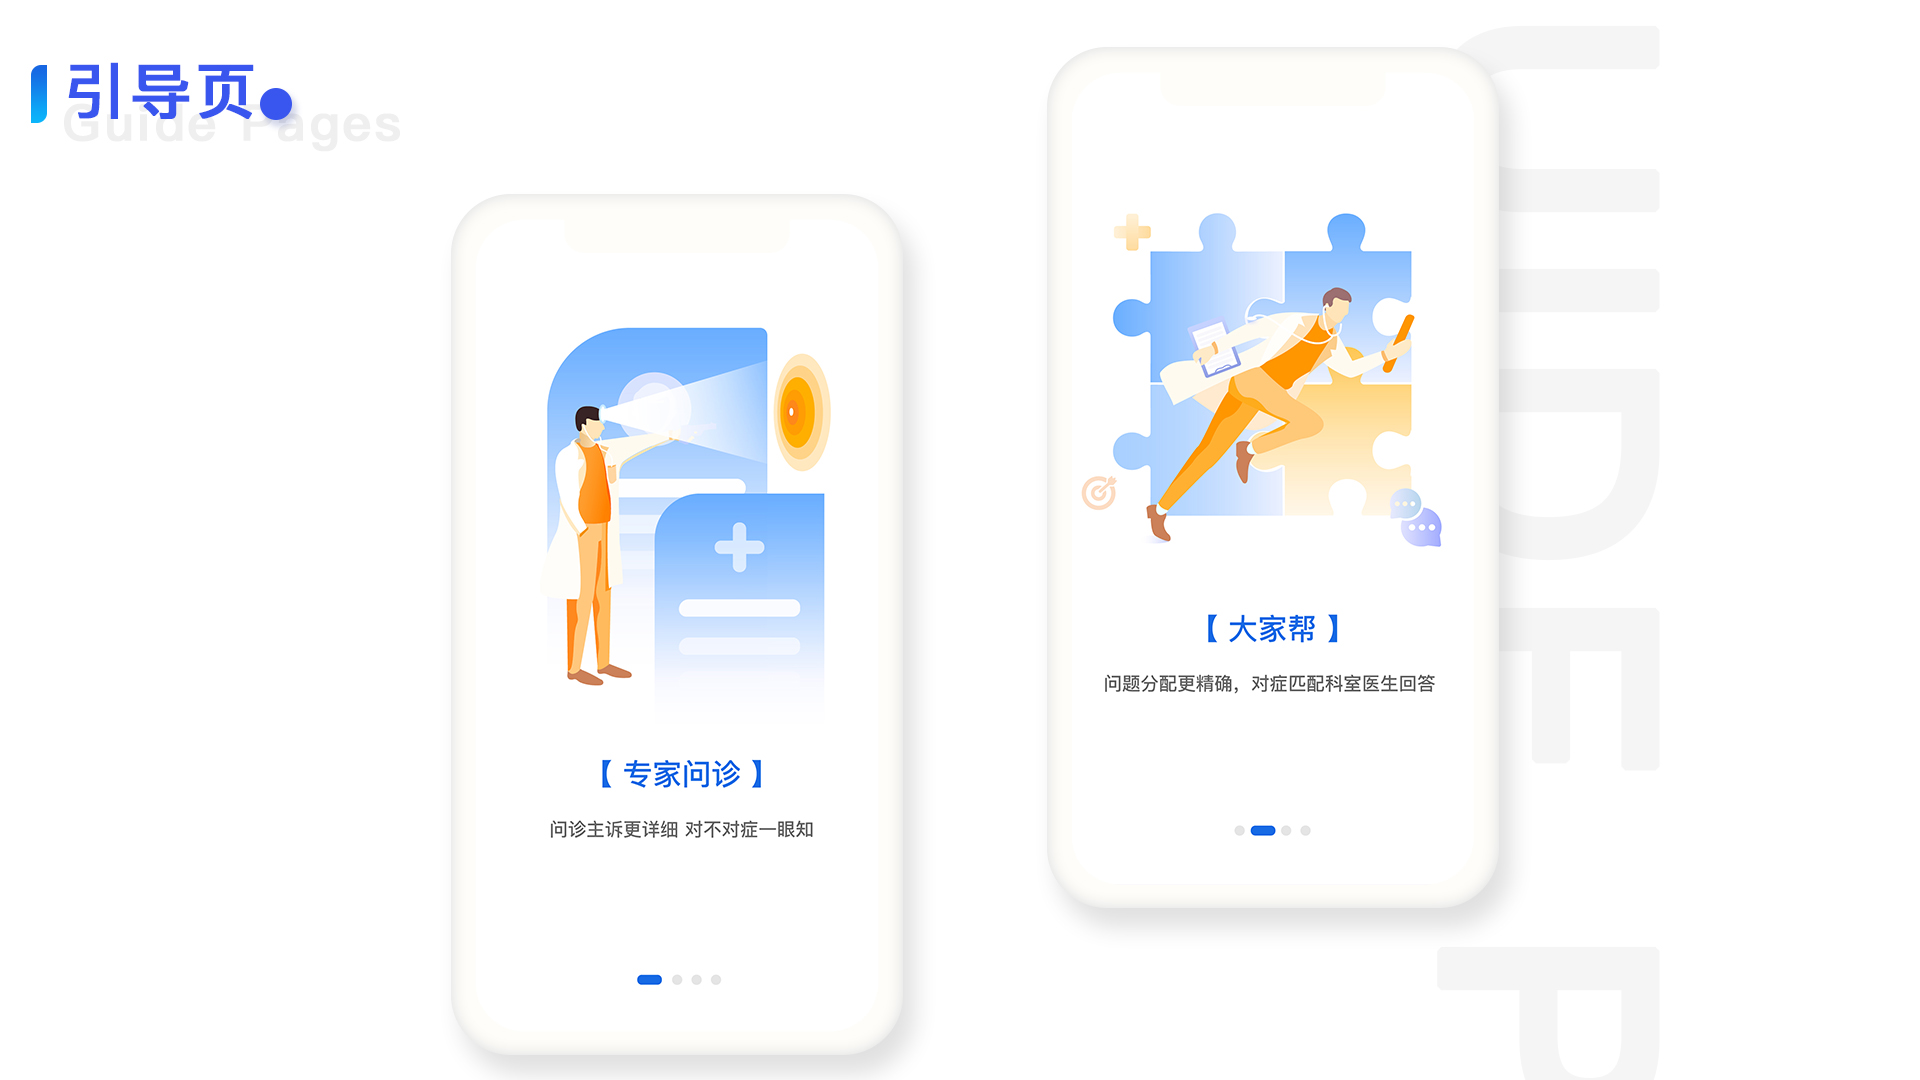 引导页
Guide Pages
【 专家问诊 】
问诊主诉更详细 对不对症一眼知
【 大家帮 】
问题分配更精确，对症匹配科室医生回答
GUIDE P